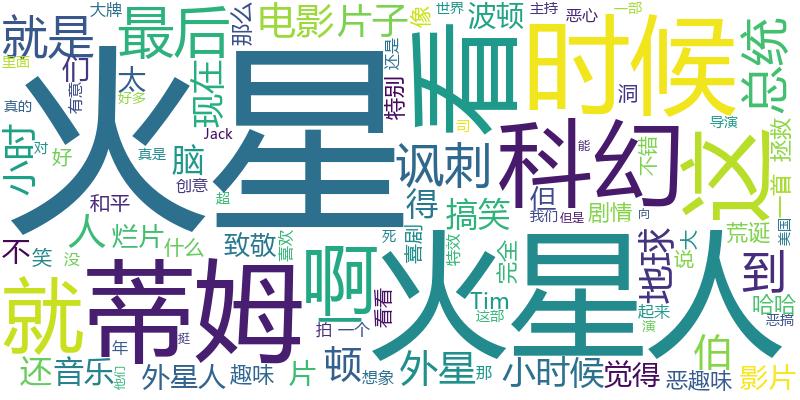 大牌
那么
电影片子
像
波顿
世界
主持
恶心
一部
就是
最后
火星
看
时候
总统
里面
们
有意
太
现在
还是
特别
洞
导演
真的
好多
小时
Jack
司
能
不错
拯救
对
好
脑
真是
讽刺
科幻
这
一首
创意
超
得
但
我们
但是
向
美国
和平
搞笑
喜剧
剧情
荒诞
不
笑
人
烂片
什么
致敬
喜欢
啊
死
特效
完全
火星人
地球
说
大
到
没
蒂姆
看看
Tim
这部
起来
演
哈哈
恶搞
就
年
挺
拍
一个
伯
还
音乐
他们
外星人
趣味
片
顿
想象
外星
那
小时候
觉得
恶趣味
影片